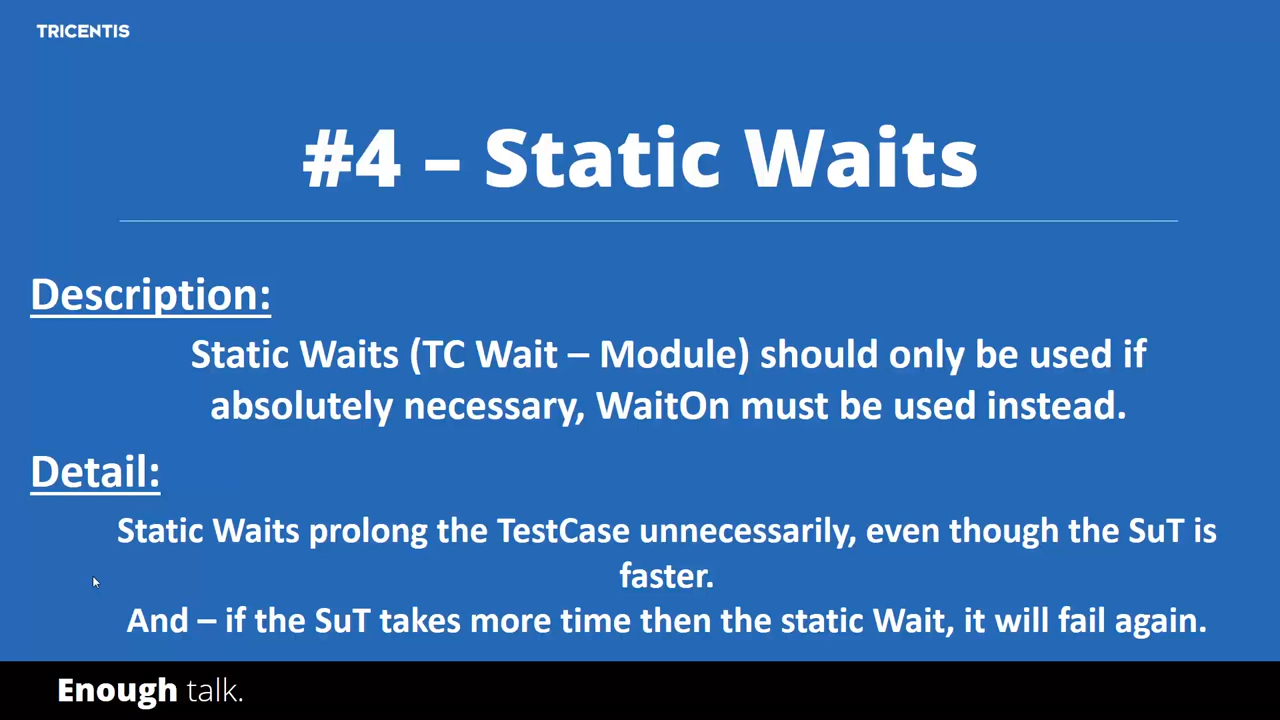 TRICENTIS
#4 – Static Waits
Description:
Static Waits (TC Wait – Module) should only be used if
absolutely necessary, WaitOn must be used instead.
Detail:
Static Waits prolong the TestCase unnecessarily, even though the SuT is
faster.
And – if the SuT takes more time then the static Wait, it will fail again.
Enough talk.